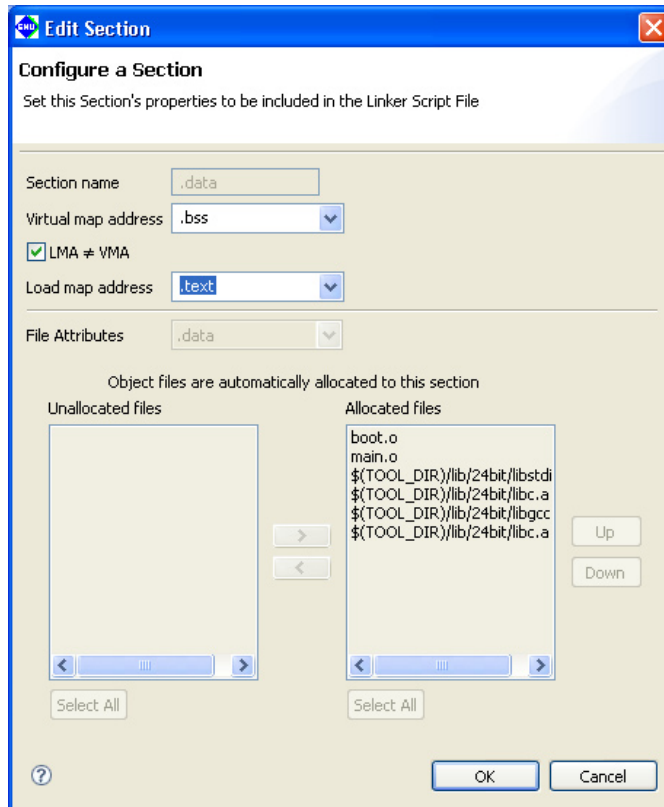 GNU Edit Section
Configure a Section
Set this Section's properties to be included in the Linker Script File
Section name .data
Virtual map address .bss
LMA ≠ VMA
Load map address .text
File Attributes .data
Object files are automatically allocated to this section
Unallocated files Allocated files
boot.o
main.o
$(TOOL_DIR)/lib/24bit/libstdi
$(TOOL_DIR)/lib/24bit/libc.a
$(TOOL_DIR)/lib/24bit/libgcc
$(TOOL_DIR)/lib/24bit/libc.a
> Up
< Down
Select All Select All
? OK Cancel